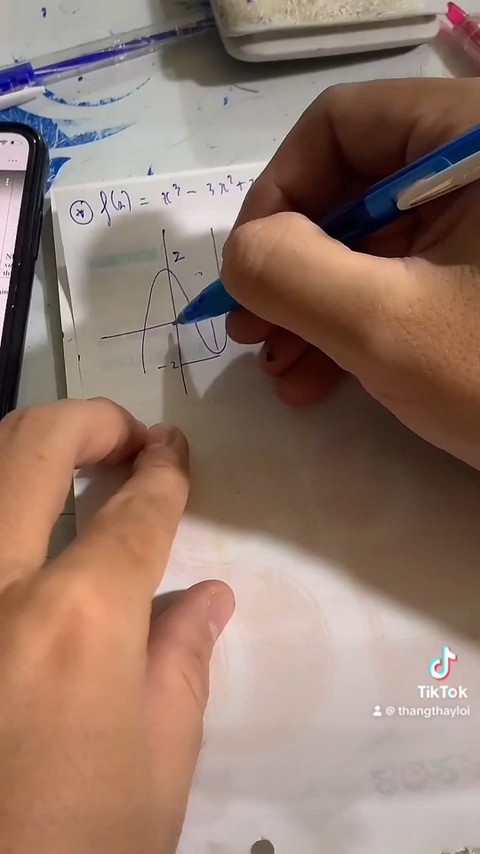 f(x) = x³ - 3x² +
2
-2
TikTok
@ thangthayloi